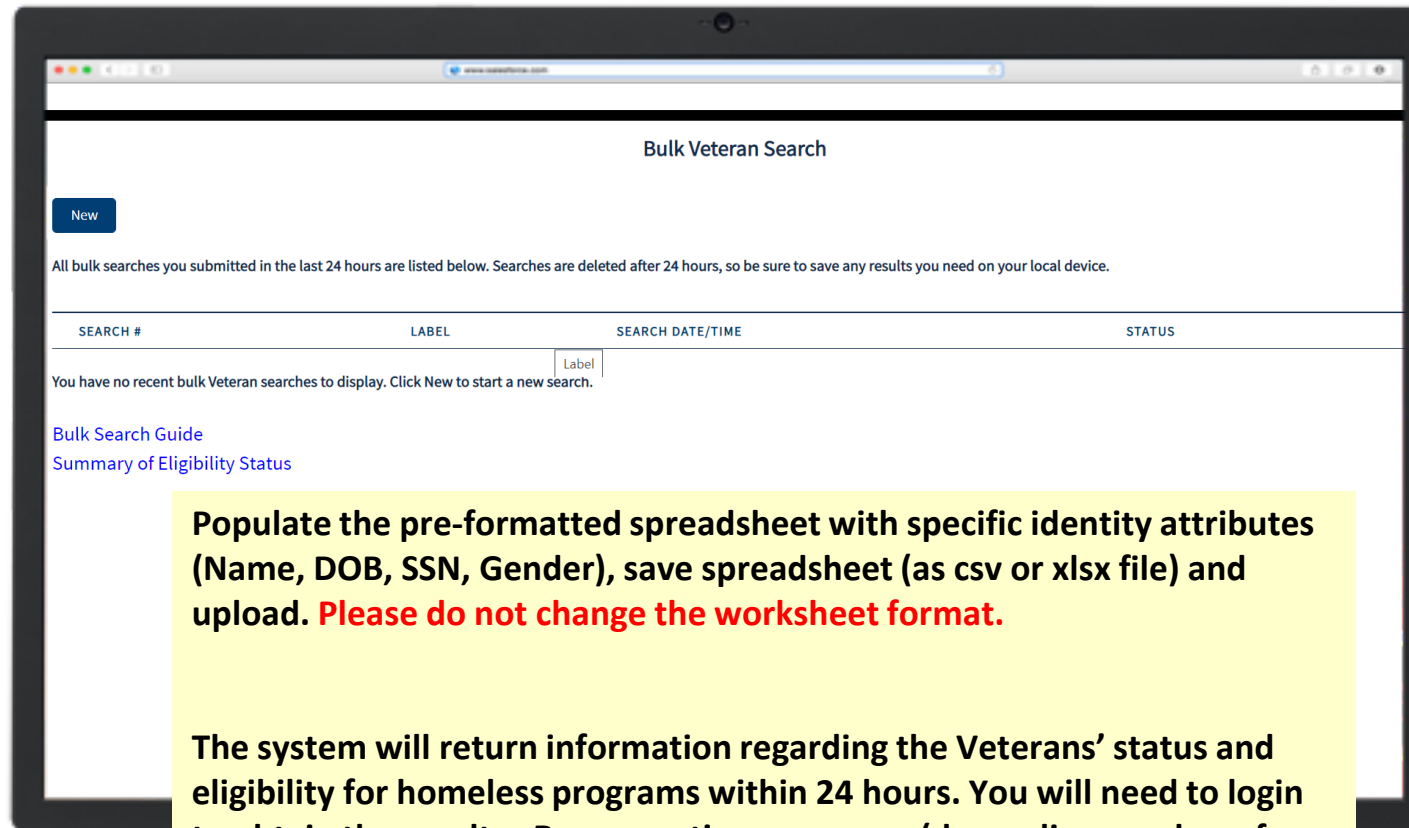 Bulk Veteran Search
New
All bulk searches you submitted in the last 24 hours are listed below. Searches are deleted after 24 hours, so be sure to save any results you need on your local device.
SEARCH # LABEL SEARCH DATE/TIME STATUS
Label
You have no recent bulk Veteran searches to display. Click New to start a new search.
Bulk Search Guide
Summary of Eligibility Status
Populate the pre-formatted spreadsheet with specific identity attributes
(Name, DOB, SSN, Gender), save spreadsheet (as csv or xlsx file) and
upload. Please do not change the worksheet format.
The system will return information regarding the Veterans’ status and
eligibility for homeless programs within 24 hours. You will need to login